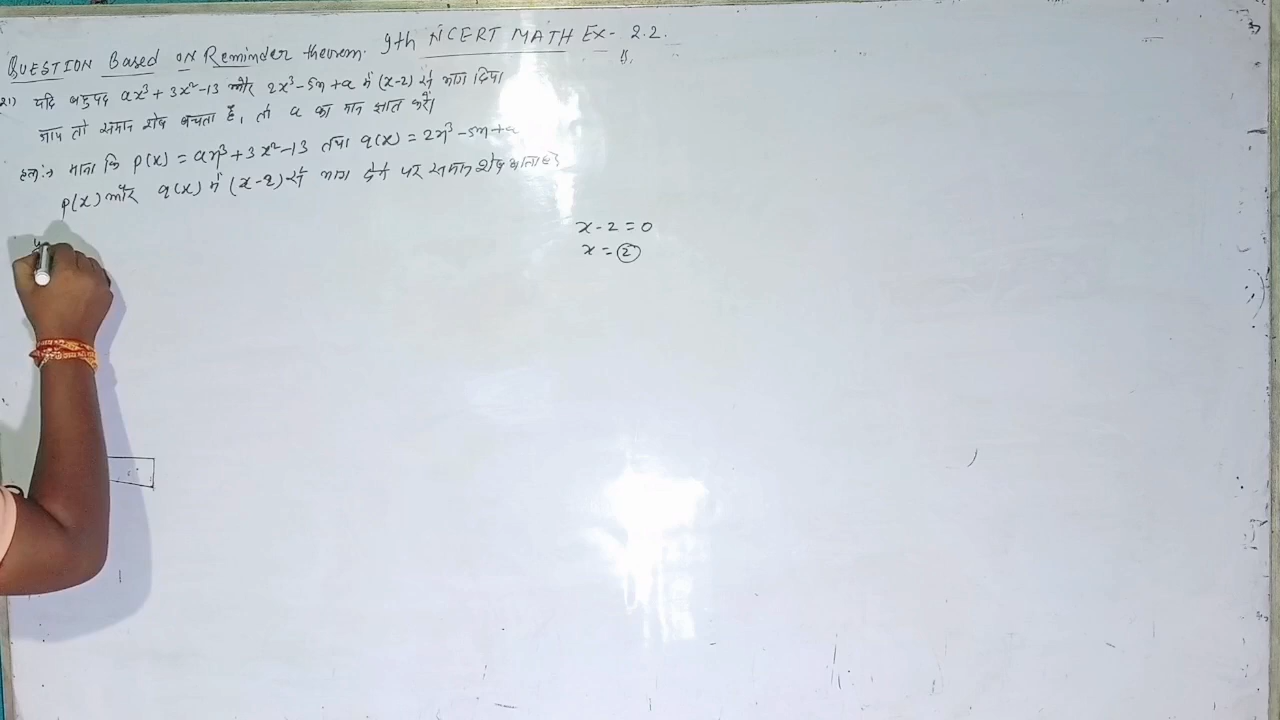 QUESTION Based ON Reminder theorem. 9th NCERT MATH EX- 2.2.
21) यदि बहुपद ax³ + 3x² -13 और 2x³ - 5x + a में (x-2) से भाग दिया
जाए तो समान शेष बचता है, तो a का मान ज्ञात करें।
हल:→ माना कि p(x) = ax³ + 3x² -13 तथा q(x) = 2x³ - 5x + a
p(x) और q(x) में (x-2) से भाग देने पर समान शेष आता है
x - 2 = 0
x = 2